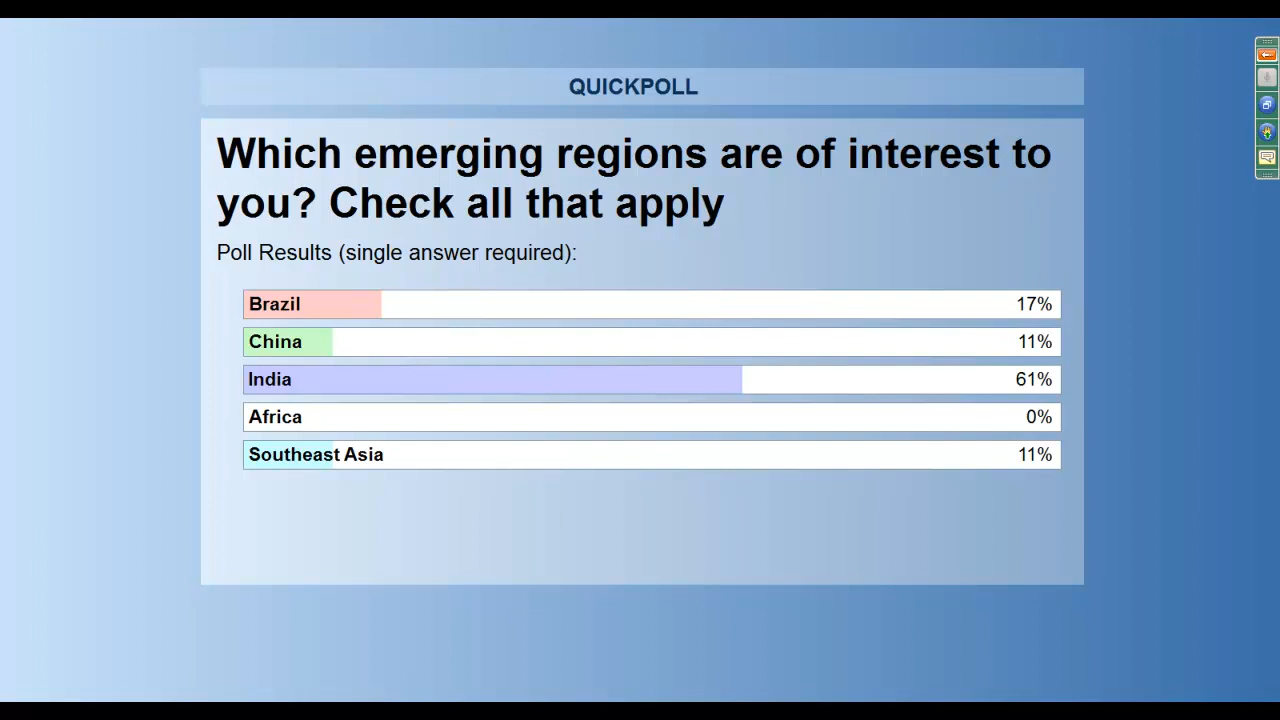 QUICKPOLL
Which emerging regions are of interest to
you? Check all that apply
Poll Results (single answer required):
Brazil 17%
China 11%
India 61%
Africa 0%
Southeast Asia 11%